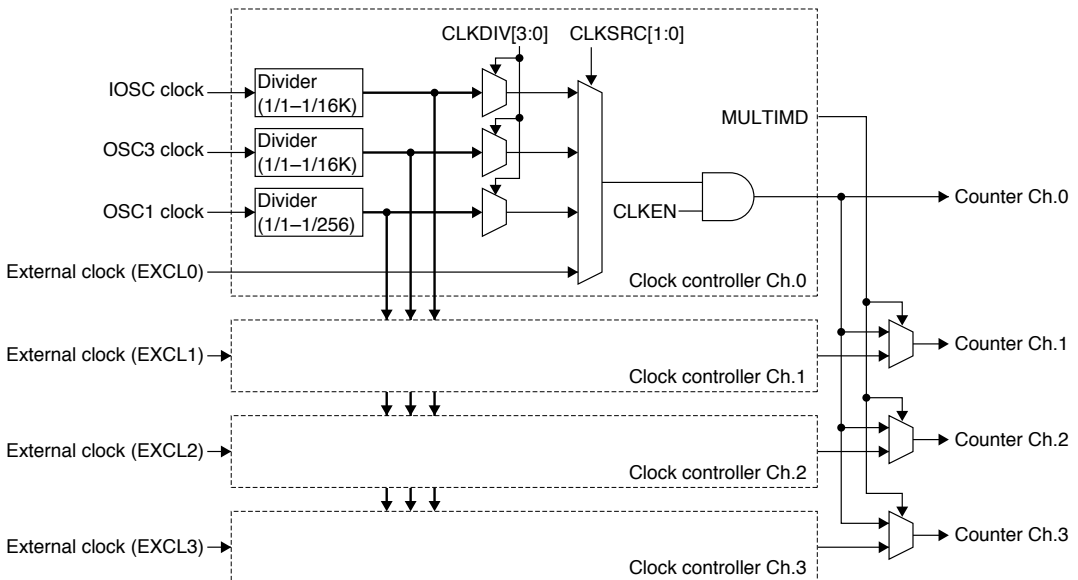 CLKDIV[3:0]
CLKSRC[1:0]
IOSC clock
Divider
(1/1–1/16K)
MULTIMD
OSC3 clock
Divider
(1/1–1/16K)
OSC1 clock
Divider
(1/1–1/256)
CLKEN
Counter Ch.0
External clock (EXCL0)
Clock controller Ch.0
External clock (EXCL1)
Counter Ch.1
Clock controller Ch.1
External clock (EXCL2)
Counter Ch.2
Clock controller Ch.2
External clock (EXCL3)
Counter Ch.3
Clock controller Ch.3